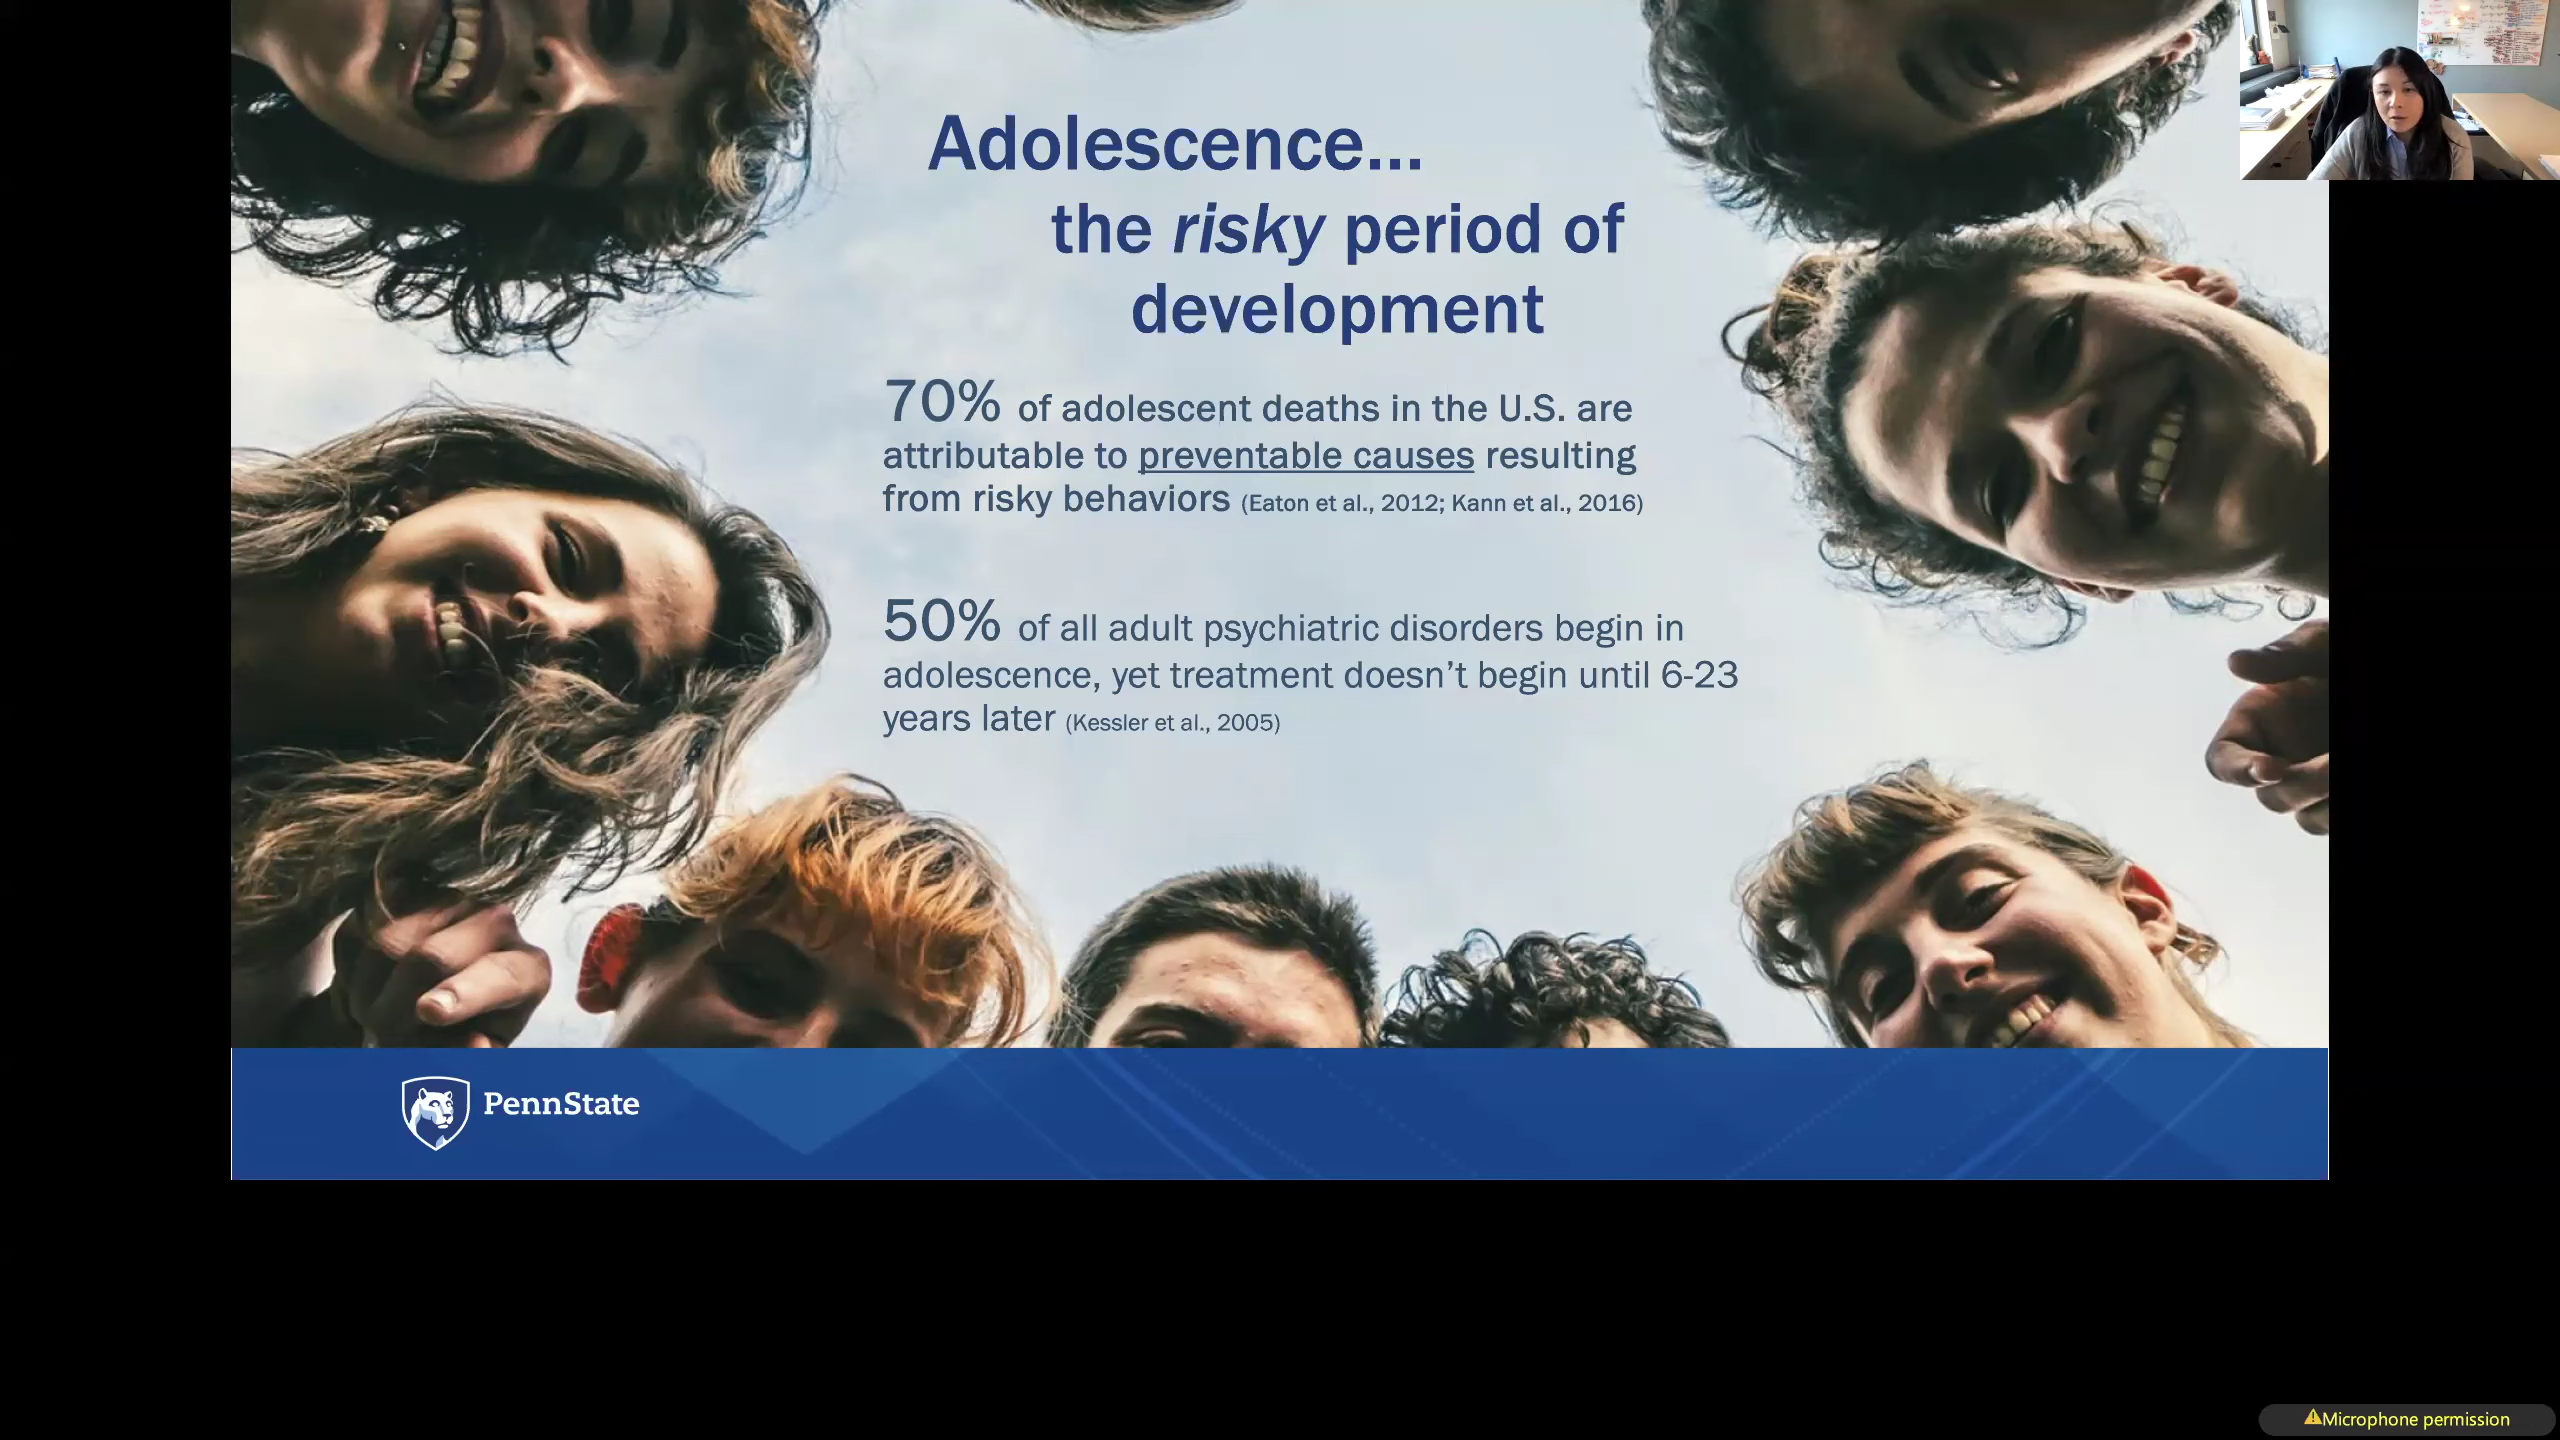 Adolescence...
the risky period of
development
70% of adolescent deaths in the U.S. are
attributable to preventable causes resulting
from risky behaviors (Eaton et al., 2012; Kann et al., 2016)
50% of all adult psychiatric disorders begin in
adolescence, yet treatment doesn't begin until 6-23
years later (Kessler et al., 2005)
PennState
Microphone permission